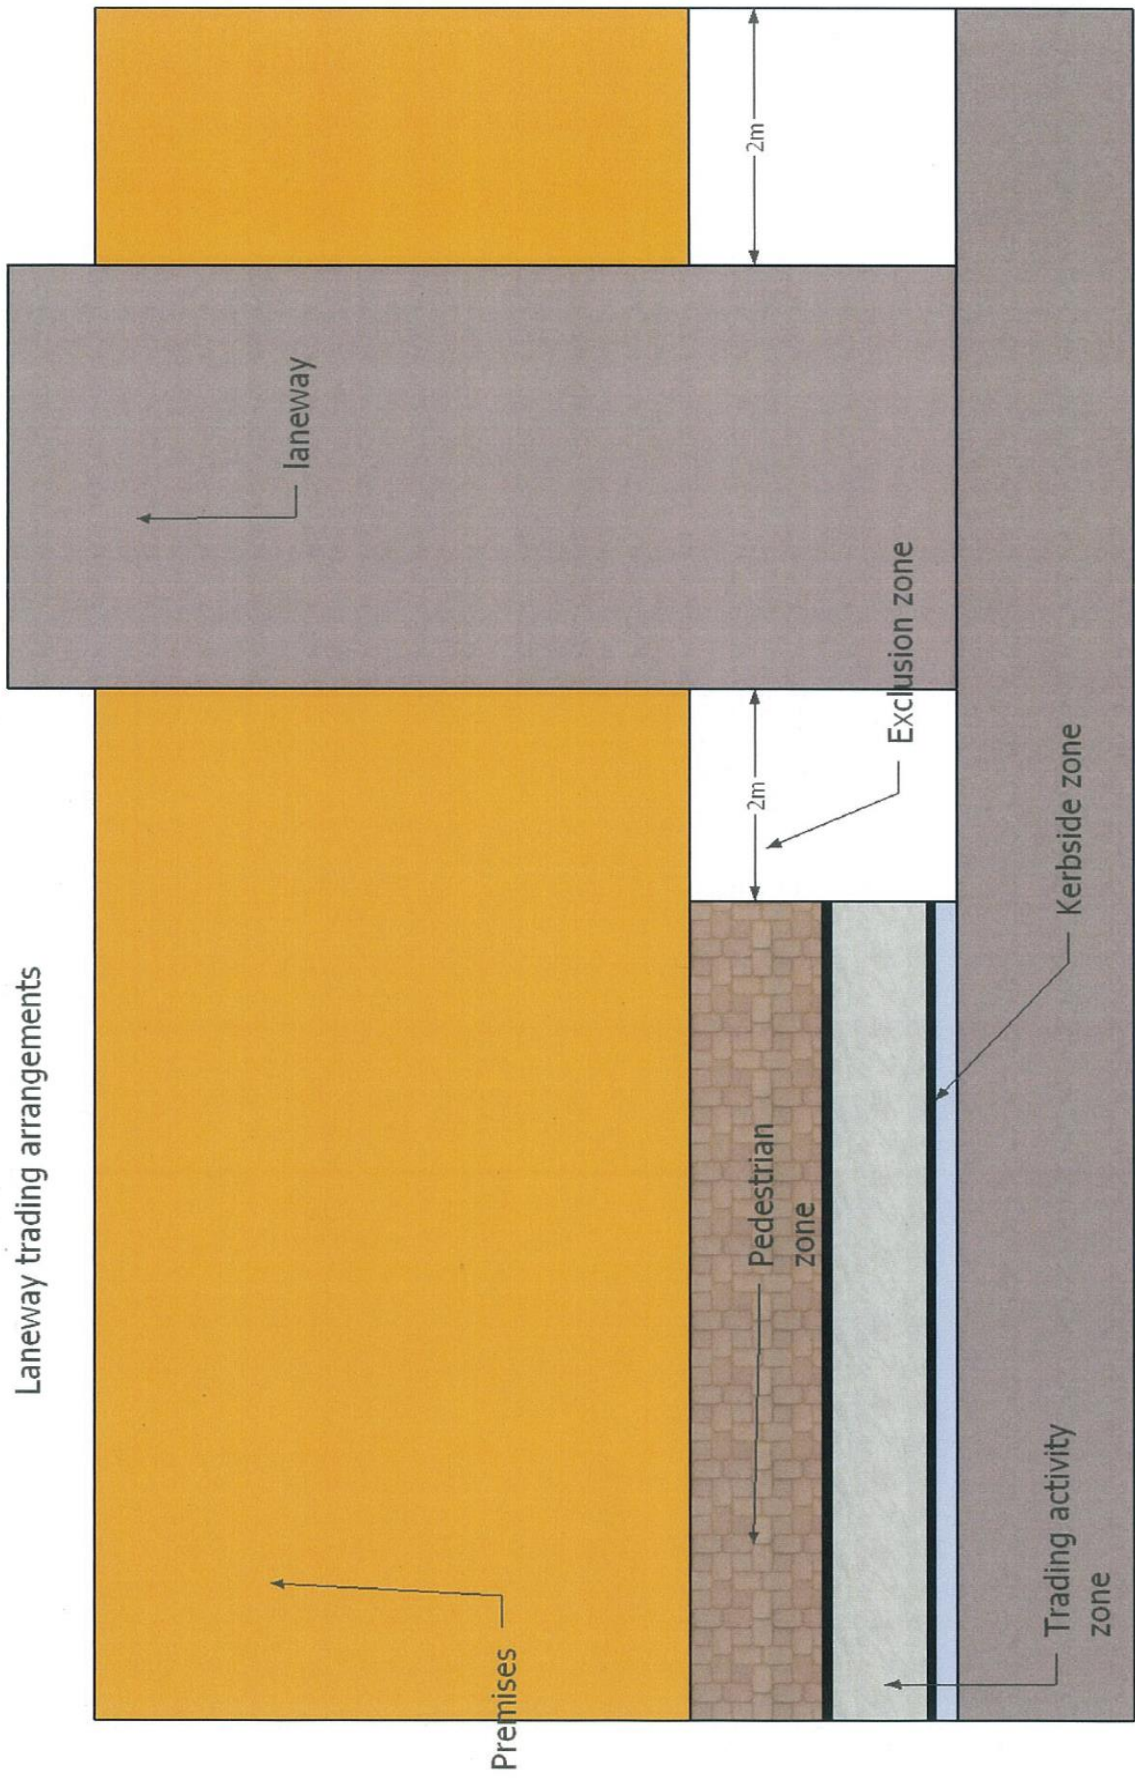 Laneway trading arrangements
laneway
2m
2m
Exclusion zone
Premises
Pedestrian
zone
Kerbside zone
Trading activity
zone